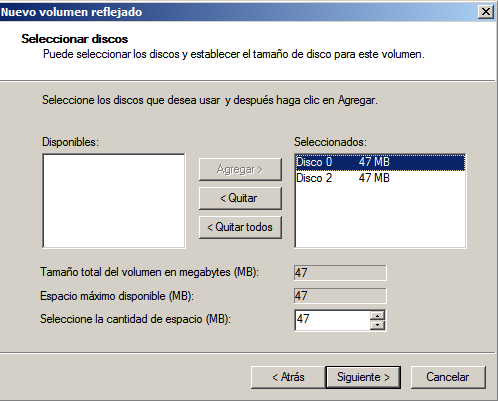 Nuevo volumen reflejado
Seleccionar discos
Puede seleccionar los discos y establecer el tamaño de disco para este volumen.
Seleccione los discos que desea usar y después haga clic en Agregar.
Disponibles:
Seleccionados:
Agregar >
< Quitar
< Quitar todos
Disco 0 47 MB
Disco 2 47 MB
Tamaño total del volumen en megabytes (MB): 47
Espacio máximo disponible (MB): 47
Seleccione la cantidad de espacio (MB): 47
< Atrás
Siguiente >
Cancelar